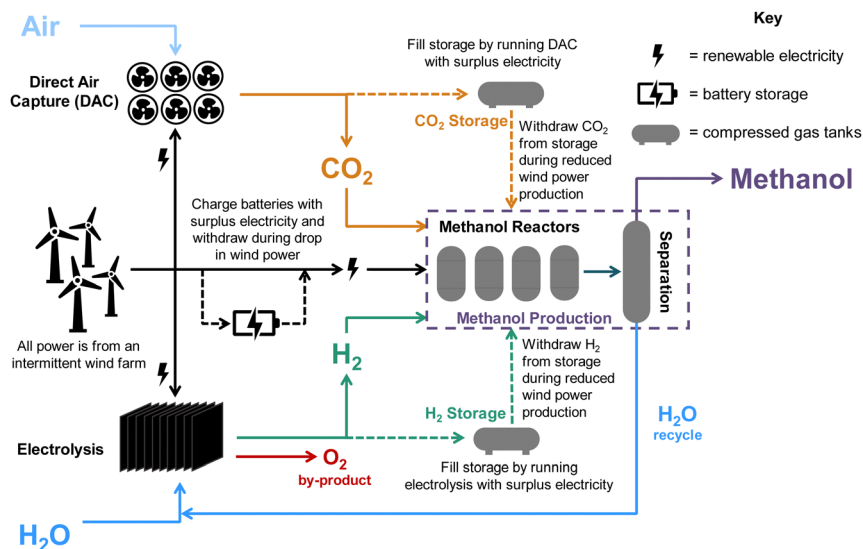 Air
Direct Air
Capture (DAC)
Fill storage by running DAC
with surplus electricity
CO₂ Storage
Withdraw CO₂
from storage
during reduced
wind power
production
Key
= renewable electricity
= battery storage
= compressed gas tanks
CO₂
Methanol
Charge batteries with
surplus electricity and
withdraw during drop
in wind power
Methanol Reactors
Separation
Methanol Production
All power is from an
intermittent wind farm
H₂
Withdraw H₂
from storage
during reduced
wind power
production
H₂ Storage
H₂O
recycle
Electrolysis
O₂
by-product
Fill storage by running
electrolysis with surplus electricity
H₂O